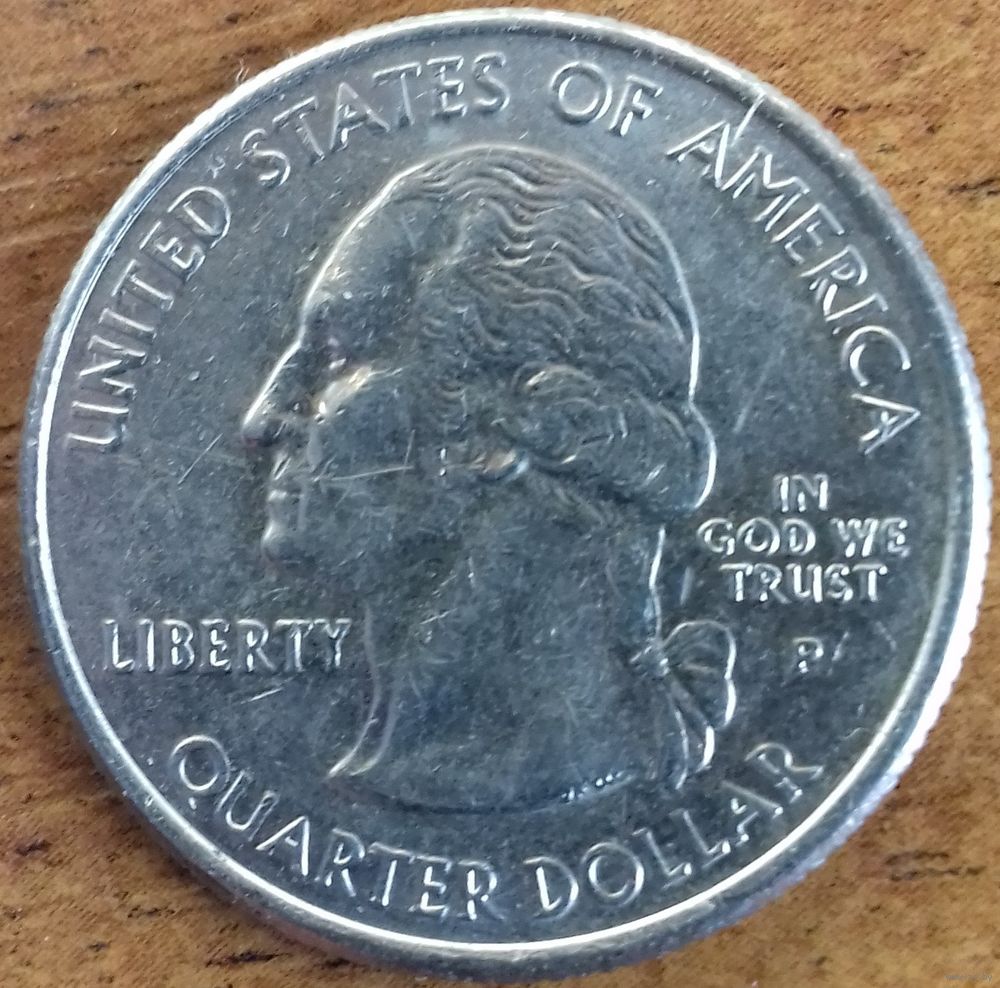 UNITED STATES OF AMERICA
LIBERTY
IN
GOD WE
TRUST
P
QUARTER DOLLAR